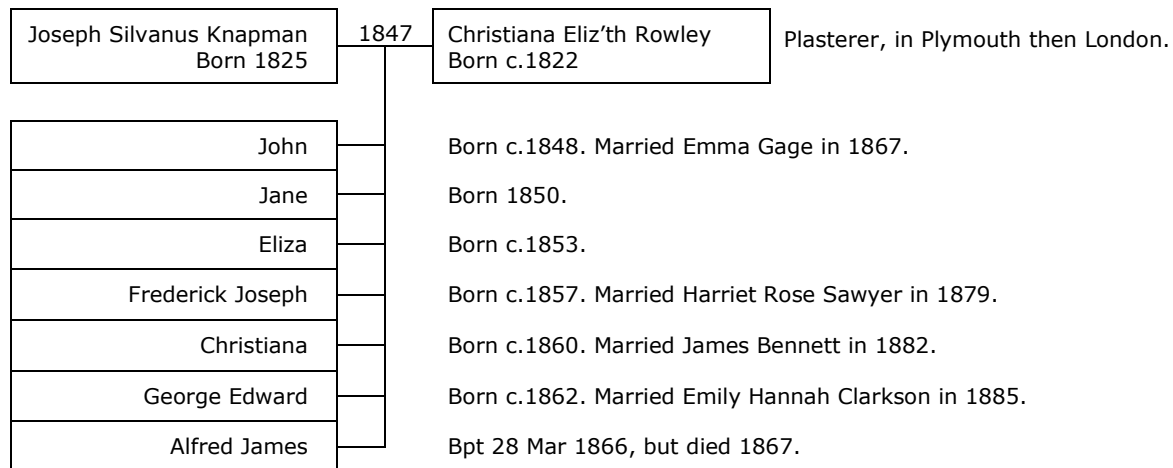 Joseph Silvanus Knapman 1847 Christiana Eliz’th Rowley Plasterer, in Plymouth then London.
Born 1825 Born c.1822
John Born c.1848. Married Emma Gage in 1867.
Jane Born 1850.
Eliza Born c.1853.
Frederick Joseph Born c.1857. Married Harriet Rose Sawyer in 1879.
Christiana Born c.1860. Married James Bennett in 1882.
George Edward Born c.1862. Married Emily Hannah Clarkson in 1885.
Alfred James Bpt 28 Mar 1866, but died 1867.